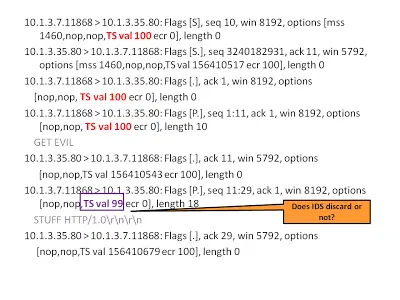 10.1.3.7.11868 > 10.1.3.35.80: Flags [S], seq 10, win 8192, options [mss
1460,nop,nop,TS val 100 ecr 0], length 0
10.1.3.35.80 > 10.1.3.7.11868: Flags [S.], seq 3240182931, ack 11, win 5792,
options [mss 1460,nop,nop,TS val 156410517 ecr 100], length 0
10.1.3.7.11868 > 10.1.3.35.80: Flags [.], ack 1, win 8192, options
[nop,nop,TS val 100 ecr 0], length 0
10.1.3.7.11868 > 10.1.3.35.80: Flags [P.], seq 1:11, ack 1, win 8192, options
[nop,nop, TS val 100 ecr 0], length 10
GET EVIL
10.1.3.35.80 > 10.1.3.7.11868: Flags [.], ack 11, win 5792, options
[nop,nop,TS val 156410543 ecr 100], length 0
10.1.3.7.11868 > 10.1.3.35.80: Flags [P.], seq 11:29, ack 1, win 8192, options
[nop,nop,TS val 99 ecr 0], length 18
Does IDS discard or
not?
STUFF HTTP/1.0\r\n\r\n
10.1.3.35.80 > 10.1.3.7.11868: Flags [.], ack 29, win 5792, options
[nop,nop,TS val 156410679 ecr 100], length 0